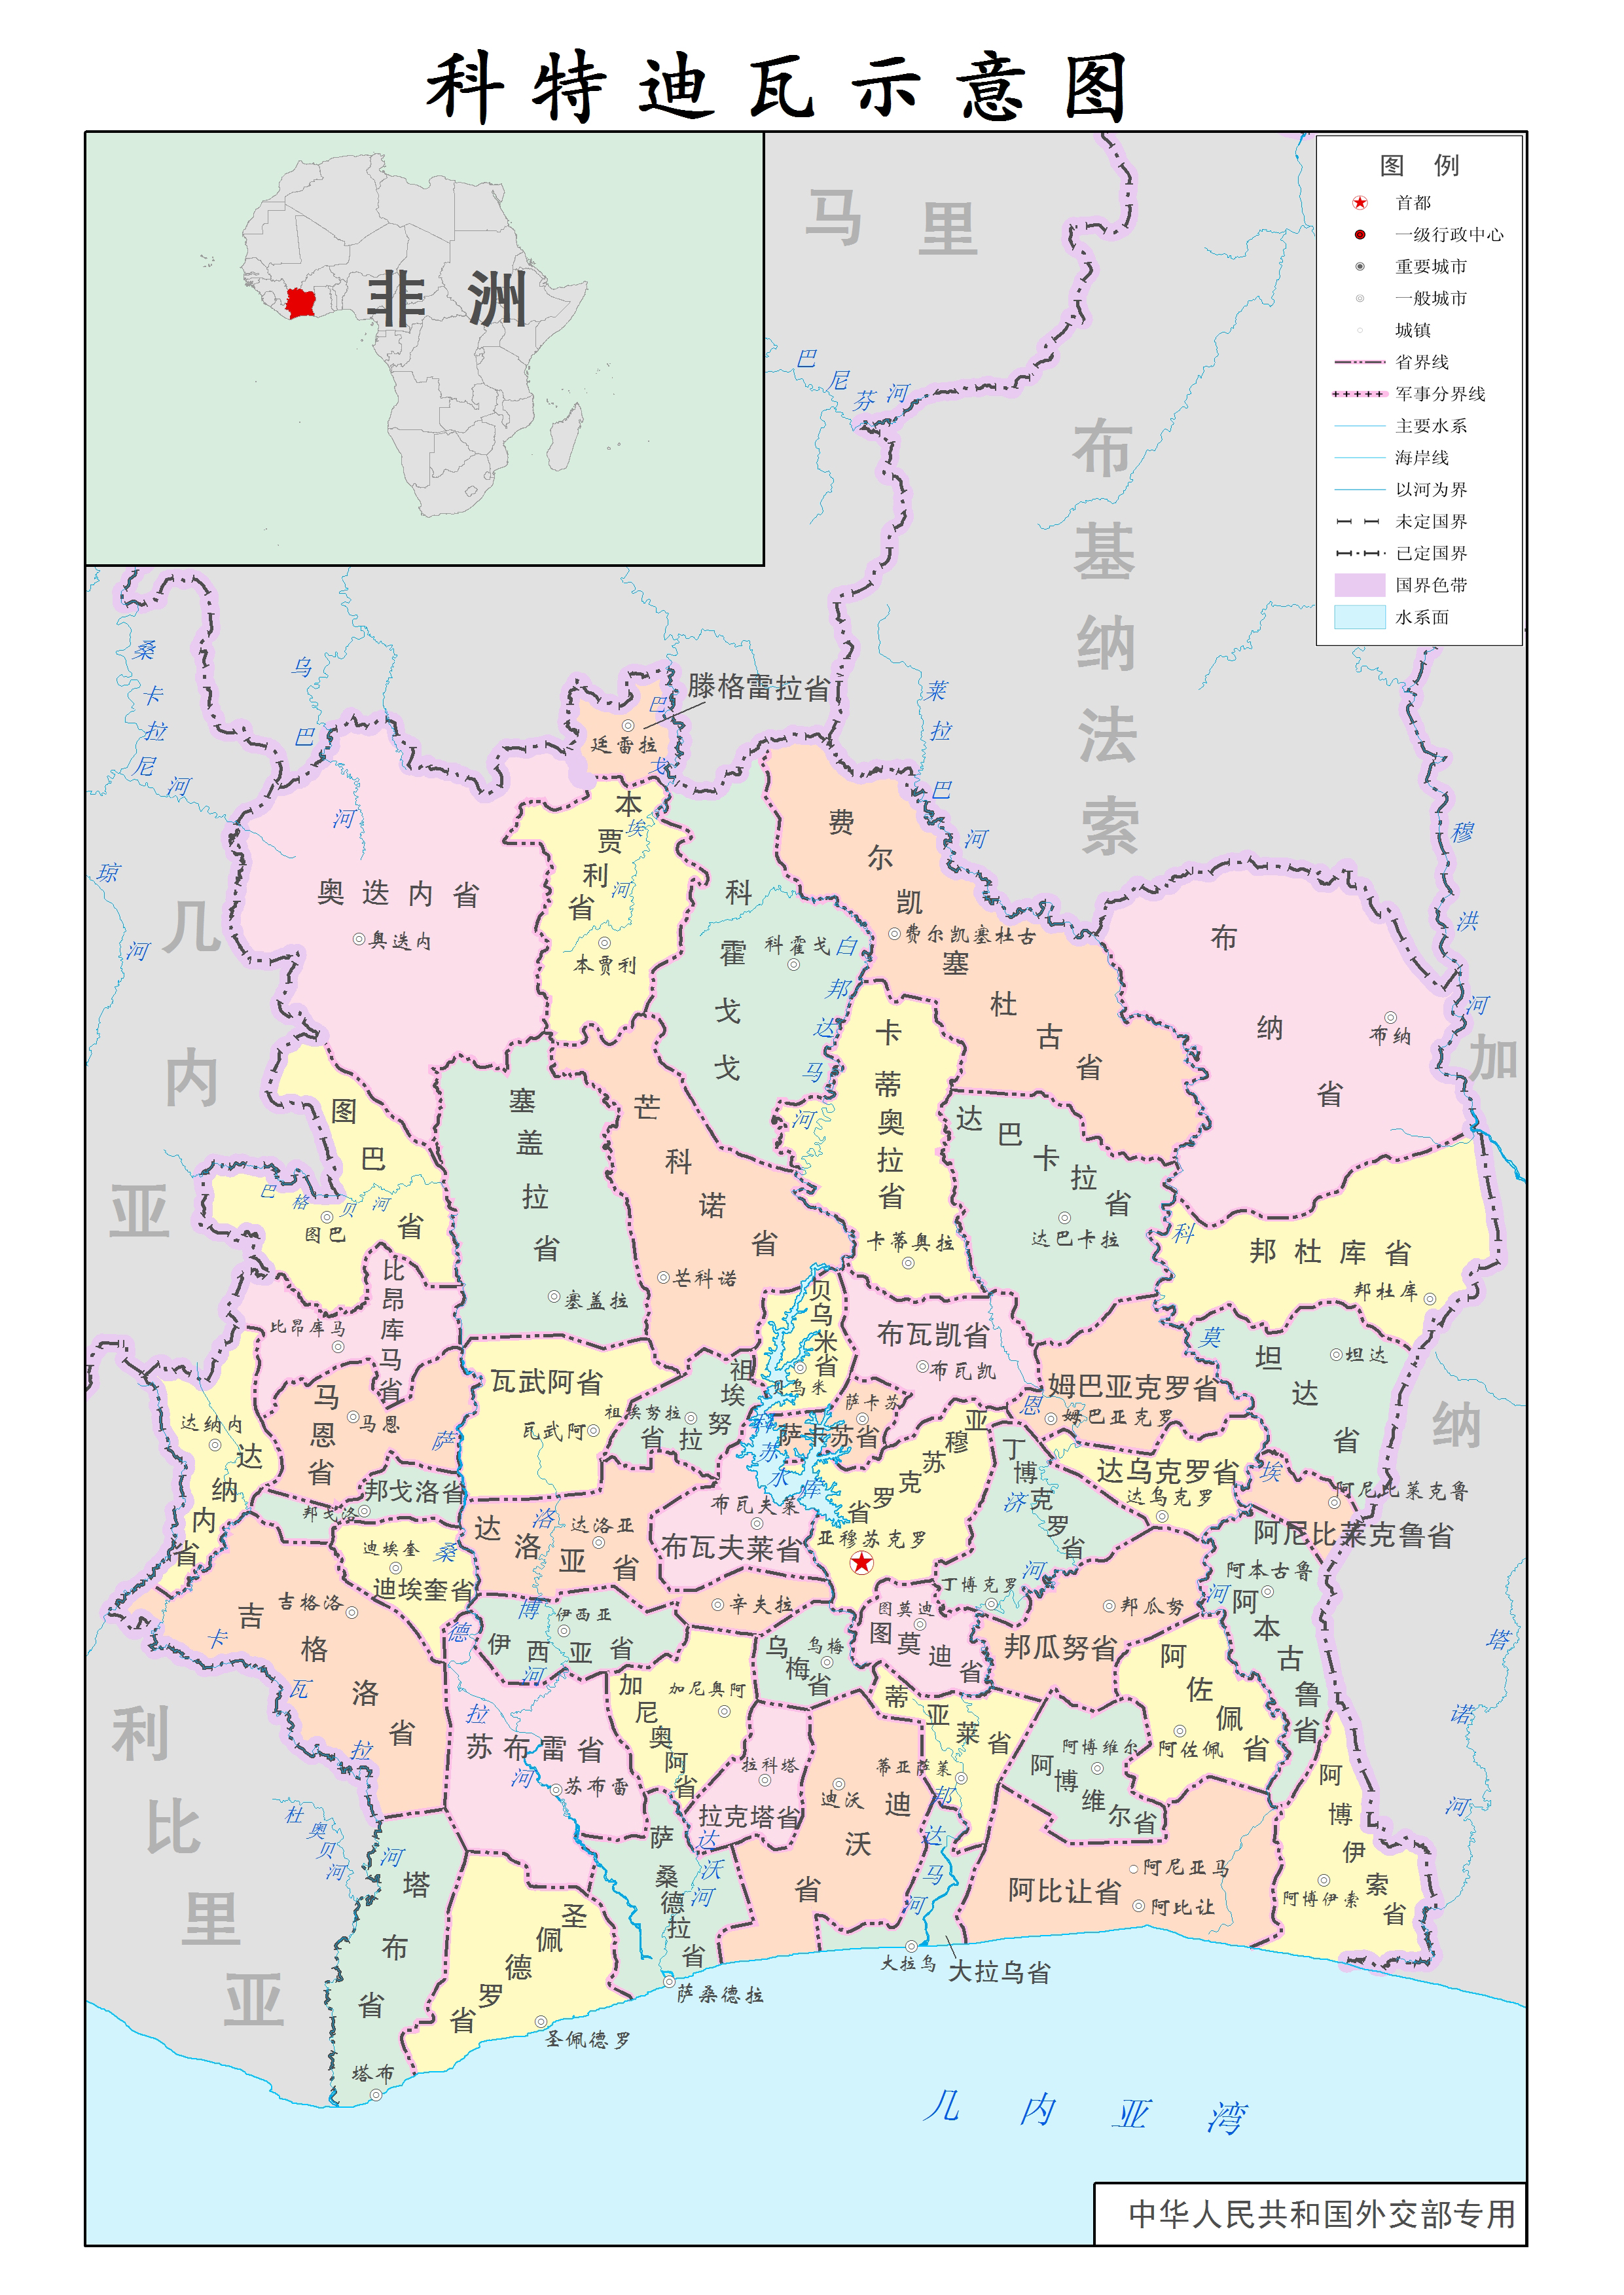 科特迪瓦示意图
非洲
图例
首都
一级行政中心
重要城市
一般城市
城镇
省界线
军事分界线
主要水系
海岸线
以河为界
未定国界
已定国界
国界色带
水系面
马里
布基纳法索
几内亚
利比里亚
加纳
巴尼芬河
桑卡拉尼河
乌巴河
琼河
莱拉巴河
穆洪河
巴戈埃河
滕格雷拉省
廷雷拉
奥迭内省
奥迭内
本贾利省
本贾利
科霍戈戈
科霍戈
白邦达马河
费尔凯塞杜古省
费尔凯塞杜古
布纳省
布纳
卡蒂奥拉省
卡蒂奥拉
达巴卡拉省
达巴卡拉
图巴省
图巴
巴格贝河
塞盖拉省
塞盖拉
芒科诺省
芒科诺
邦杜库省
邦杜库
科莫埃河
比昂库马省
比昂库马
贝乌米省
贝乌米
布瓦凯省
布瓦凯
姆巴亚克罗省
姆巴亚克罗
坦达省
坦达
达纳内省
达纳内
马恩省
马恩
瓦武阿省
瓦武阿
祖埃努拉省
祖埃努拉
科苏水库
萨卡苏省
萨卡苏
亚穆苏克罗省
亚穆苏克罗
丁博克罗省
丁博克罗
恩济河
达乌克罗省
达乌克罗
阿尼比莱克鲁
阿尼比莱克鲁省
邦戈洛省
邦戈洛
迪埃奎省
迪埃奎
达洛亚省
达洛亚
洛博河
布瓦夫莱省
布瓦夫莱
辛夫拉
吉格洛省
吉格洛
卡瓦拉河
萨桑德拉河
伊西亚省
伊西亚
乌梅省
乌梅
图莫迪省
图莫迪
邦瓜努省
邦瓜努
阿本古鲁省
阿本古鲁
阿佐佩省
阿佐佩
苏布雷省
苏布雷
加尼奥阿省
加尼奥阿
拉克塔省
拉科塔
迪沃省
迪沃
蒂亚莱省
蒂亚萨莱
邦达马河
阿博维尔省
阿博维尔
阿博伊索省
阿博伊索
塔诺河
杜奥贝河
塔布省
塔布
圣佩德罗省
圣佩德罗
萨桑德拉省
萨桑德拉
达沃河
大拉乌
大拉乌省
阿比让省
阿尼亚马
阿比让
几内亚湾
中华人民共和国外交部专用